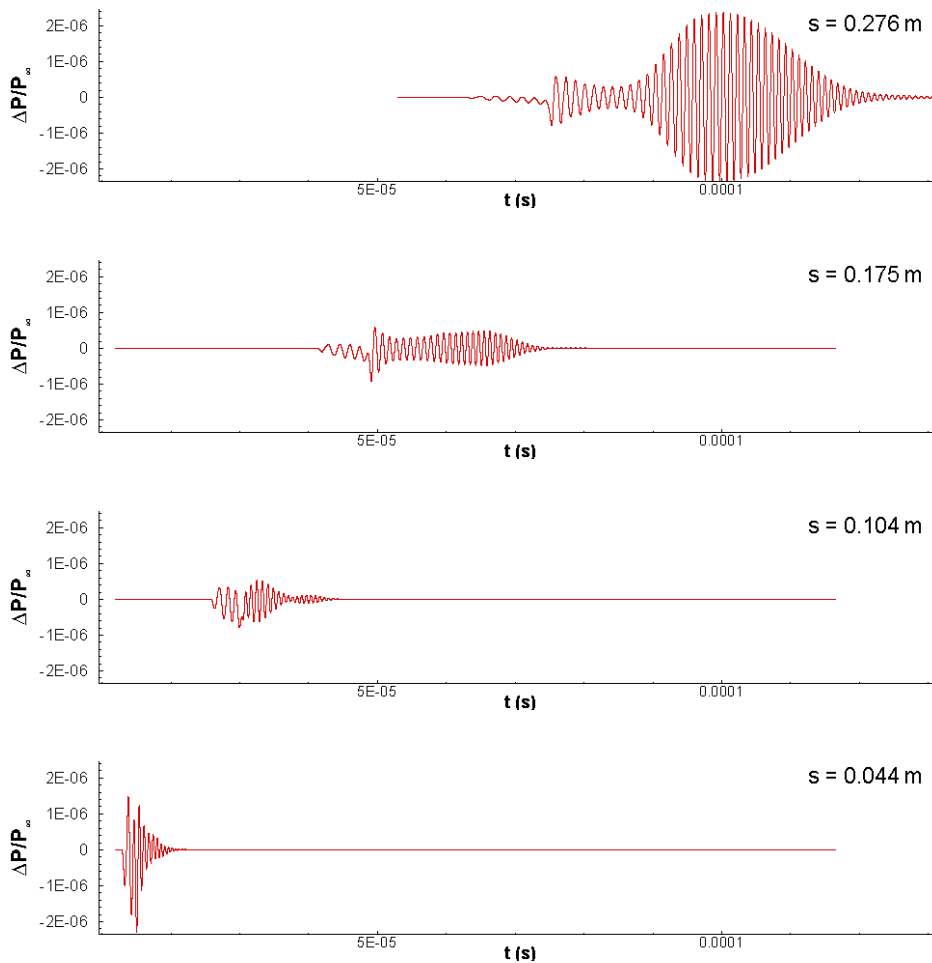 s = 0.276 m
2E-06
1E-06
0
-1E-06
-2E-06
ΔP/P∞
5E-05
0.0001
t (s)
s = 0.175 m
2E-06
1E-06
0
-1E-06
-2E-06
ΔP/P∞
5E-05
0.0001
t (s)
s = 0.104 m
2E-06
1E-06
0
-1E-06
-2E-06
ΔP/P∞
5E-05
0.0001
t (s)
s = 0.044 m
2E-06
1E-06
0
-1E-06
-2E-06
ΔP/P∞
5E-05
0.0001
t (s)